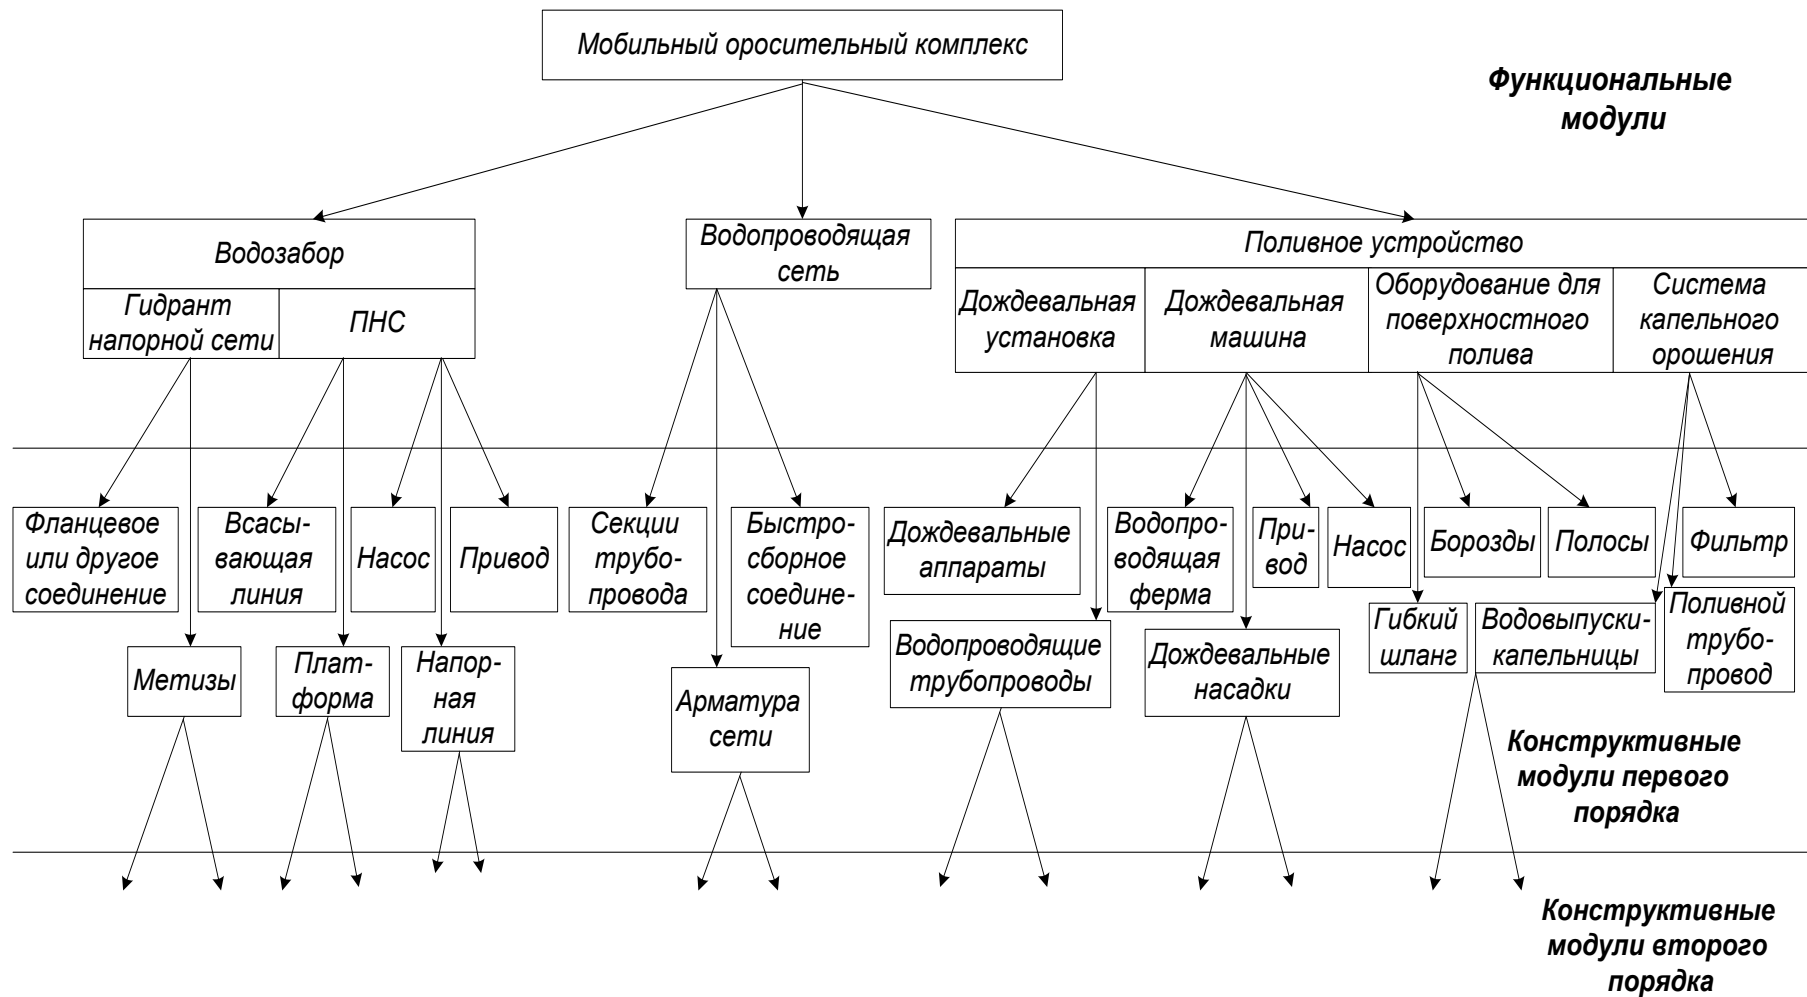 Мобильный оросительный комплекс
Функциональные
модули
Водозабор
Гидрант
напорной сети
ПНС
Водопроводящая
сеть
Поливное устройство
Дождевальная
установка
Дождевальная
машина
Оборудование для
поверхностного
полива
Система
капельного
орошения
Фланцевое
или другое
соединение
Всасы-
вающая
линия
Насос
Привод
Секции
трубо-
провода
Быстро-
сборное
соедине-
ние
Дождевальные
аппараты
Водопро-
водящая
ферма
При-
вод
Насос
Борозды
Полосы
Фильтр
Метизы
Плат-
форма
Напор-
ная
линия
Арматура
сети
Водопроводящие
трубопроводы
Дождевальные
насадки
Гибкий
шланг
Водовыпуски-
капельницы
Поливной
трубо-
провод
Конструктивные
модули первого
порядка
Конструктивные
модули второго
порядка